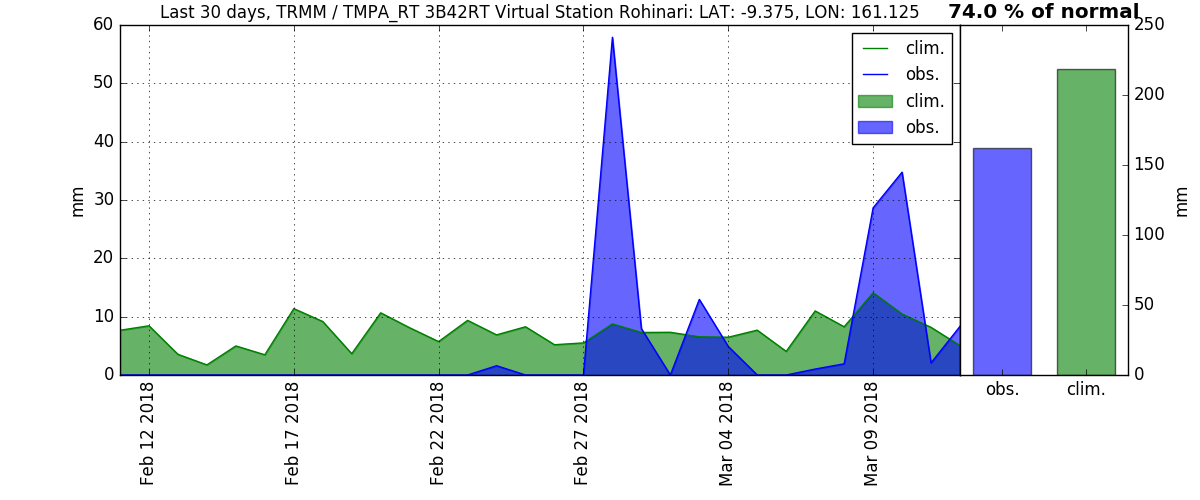 Last 30 days, TRMM / TMPA_RT 3B42RT Virtual Station Rohinari: LAT: -9.375, LON: 161.125
74.0 % of normal
60
50
40
30
20
10
0
mm
clim.
obs.
clim.
obs.
Feb 12 2018
Feb 17 2018
Feb 22 2018
Feb 27 2018
Mar 04 2018
Mar 09 2018
250
200
150
100
50
0
mm
obs.
clim.